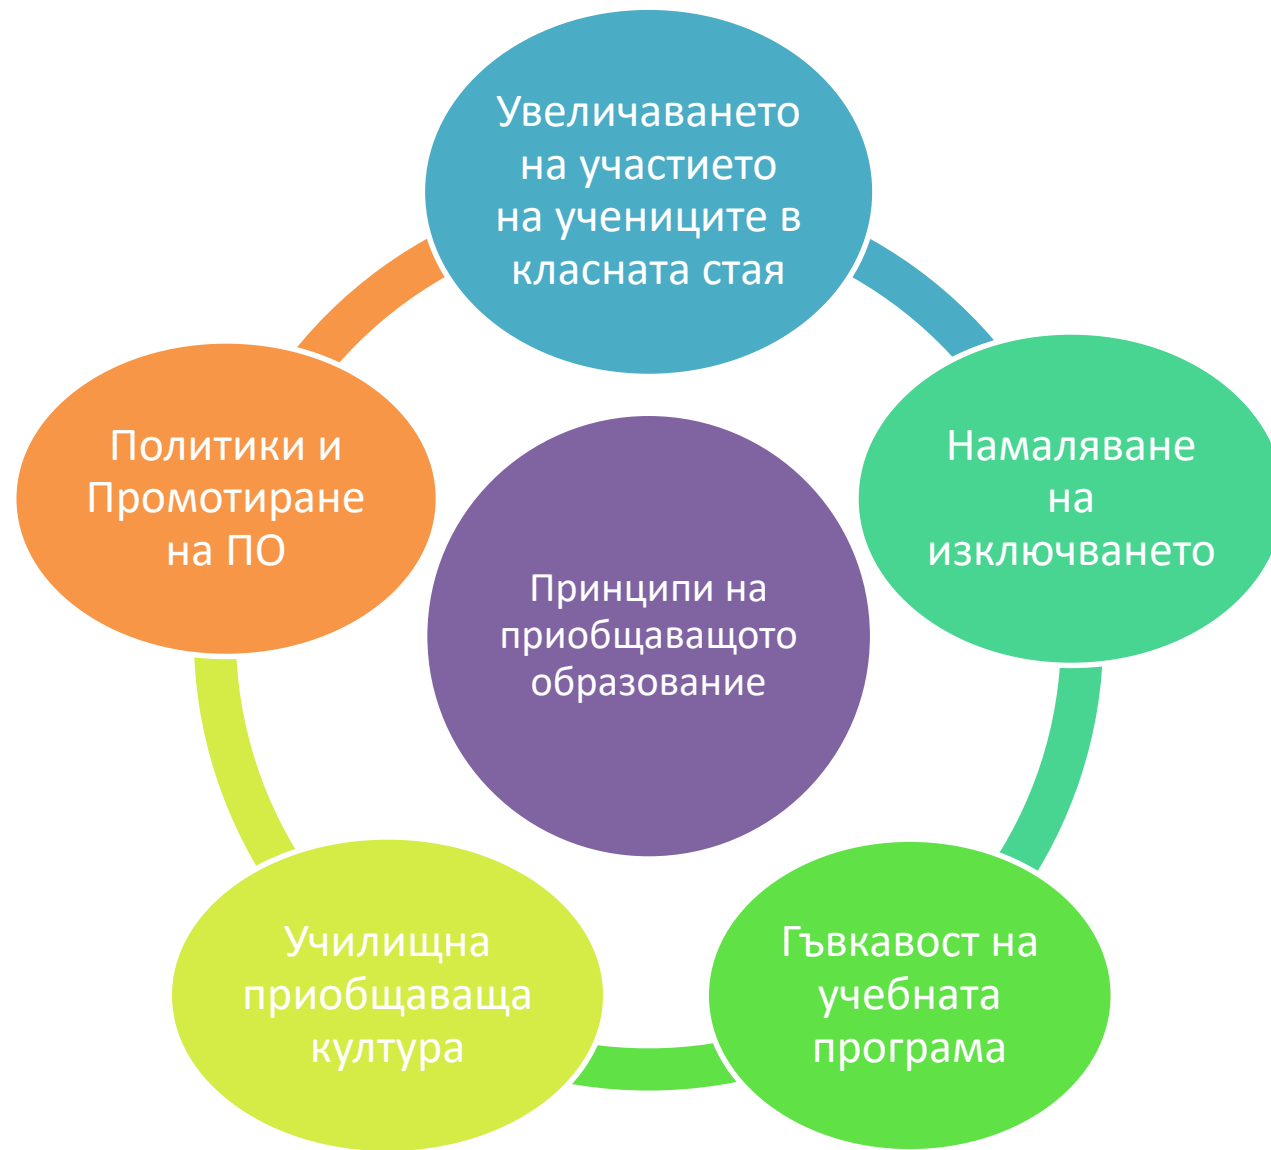 Увеличаването
на участието
на учениците в
класната стая
Намаляване
на
изключването
Гъвкавост на
учебната
програма
Училищна
приобщаваща
култура
Политики и
Промотиране
на ПО
Принципи на
приобщаващото
образование